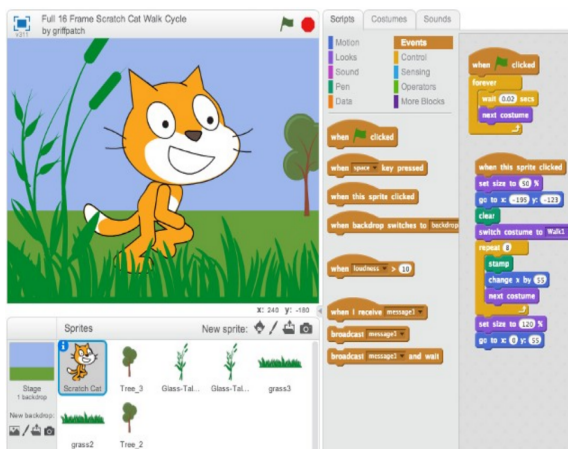 Full 16 Frame Scratch Cat Walk Cycle
by griffpatch
x: 240 y: -180
Sprites
New sprite:
Stage
1 backdrop
New backdrop:
Scratch Cat
Tree_3
Glass-Tal...
Glass-Tal...
grass3
grass2
Tree_2
Scripts
Costumes
Sounds
Motion
Events
Looks
Control
Sound
Sensing
Pen
Operators
Data
More Blocks
when clicked
when space key pressed
when this sprite clicked
when backdrop switches to backdrop
when loudness > 10
when I receive message1
broadcast message1
broadcast message1 and wait
when clicked
forever
wait 0.02 secs
next costume
when this sprite clicked
set size to 50 %
go to x: -195 y: -123
clear
switch costume to Walk1
repeat 8
stamp
change x by 55
next costume
set size to 120 %
go to x: 0 y: 55